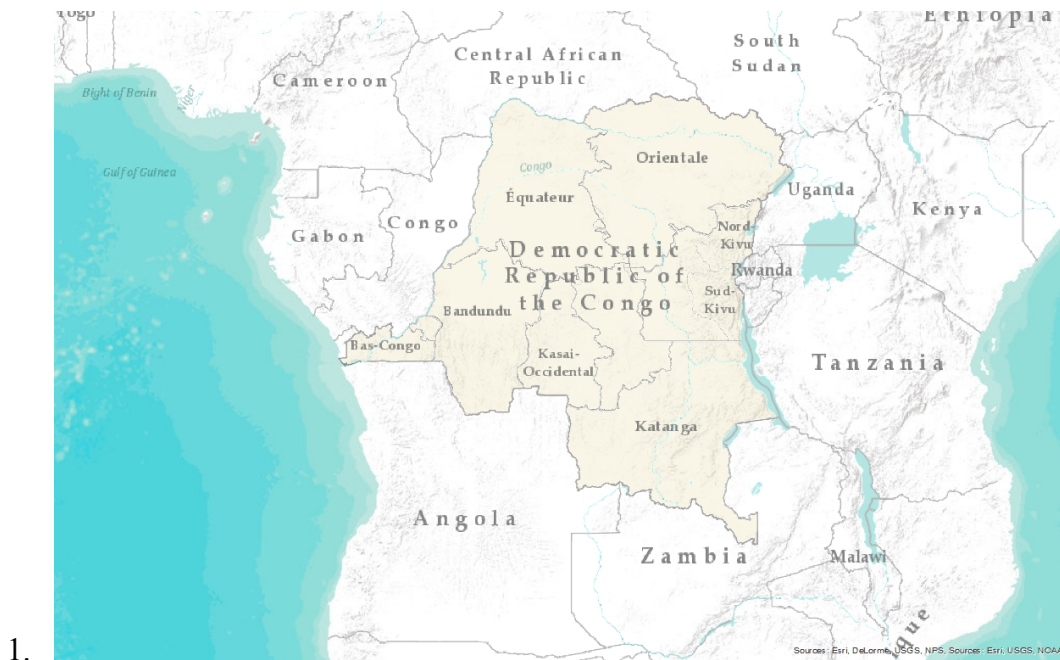 Togo
Ethiopia
South
Sudan
Central African
Republic
Cameroon
Bight of Benin
Niger
Orientale
Congo
Gulf of Guinea
Équateur
Uganda
Kenya
Congo
Gabon
Nord-
Kivu
Democratic
Republic of
the Congo
Rwanda
Sud-
Kivu
Bandundu
Bas-Congo
Kasai-
Occidental
Tanzania
Katanga
Angola
Zambia
Malawi
ique
1.
Sources: Esri, DeLorme, USGS, NPS, Sources: Esri, USGS, NOA